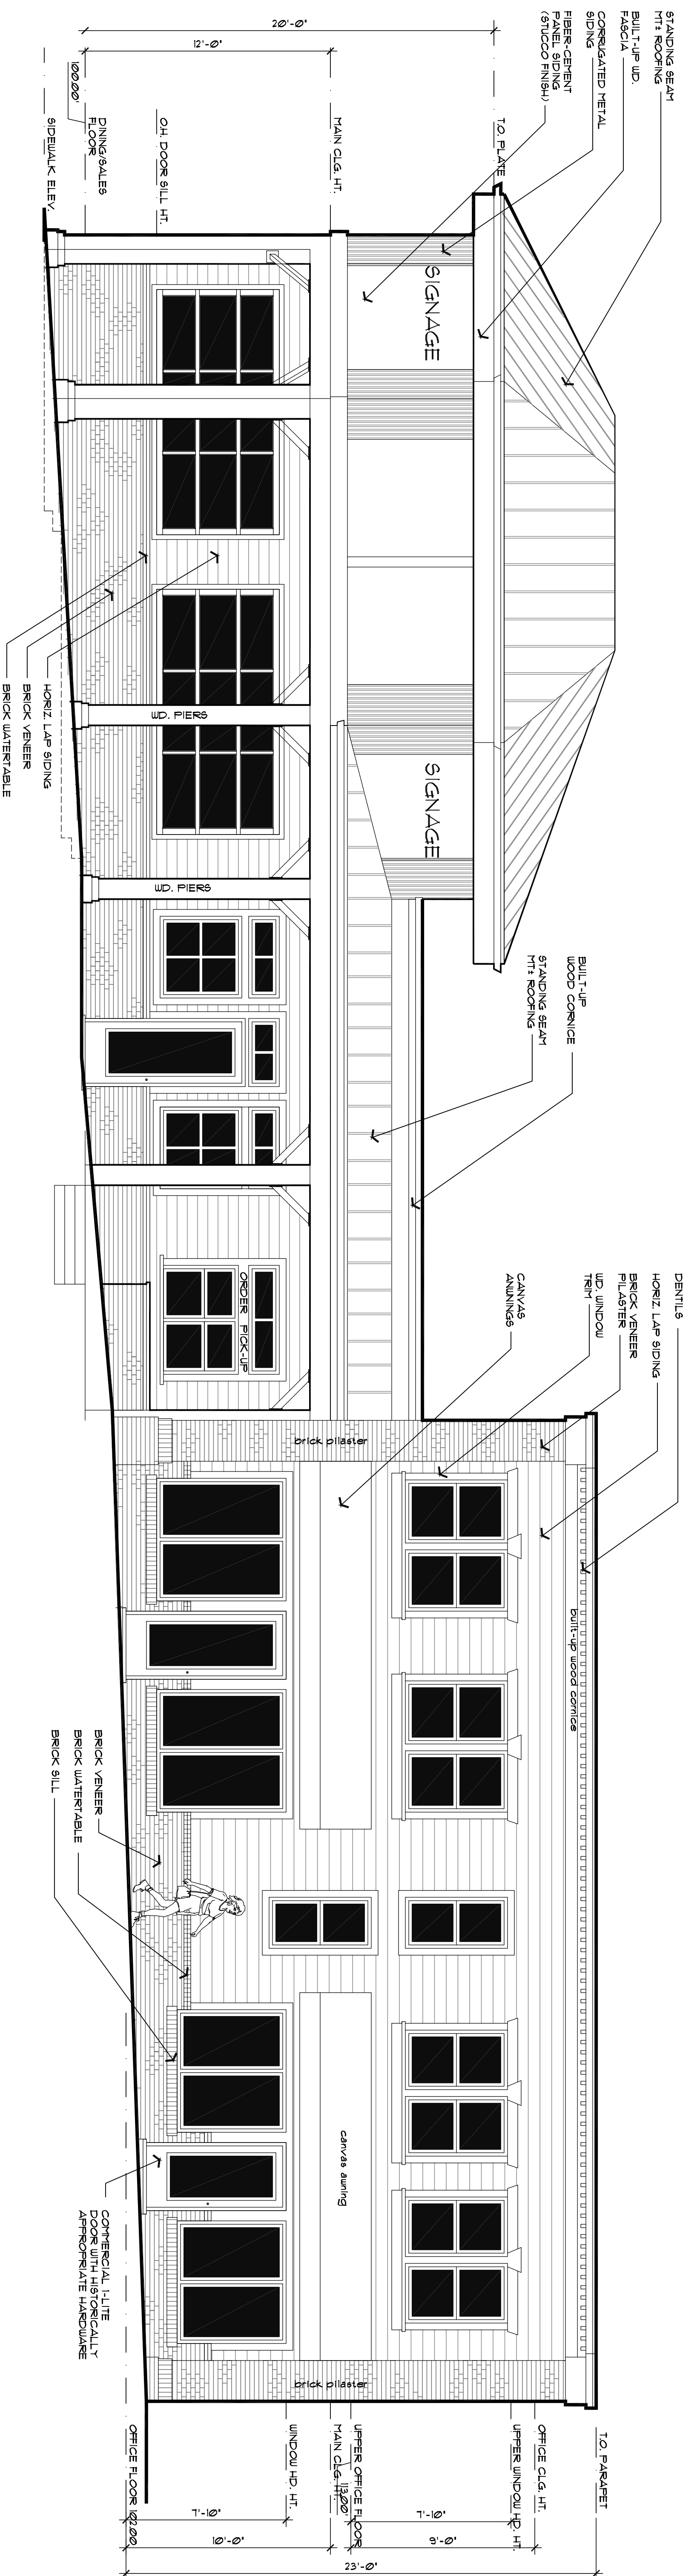 STANDING SEAM
MTL ROOFING
BUILT-UP WD.
FASCIA
CORRUGATED METAL
SIDING
FIBER-CEMENT
PANEL SIDING
(STUCCO FINISH)
20'-0"
12'-0"
T.O. PLATE
MAIN CLG. HT.
O.H. DOOR SILL HT.
DINING/SALES
FLOOR
100.00'
SIDEWALK ELEV.
SIGNAGE
SIGNAGE
WD. PIERS
WD. PIERS
HORIZ LAP SIDING
BRICK VENEER
BRICK WATERTABLE
BUILT-UP
WOOD CORNICE
STANDING SEAM
MTL ROOFING
ORDER PICK-UP
DENTILS
HORIZ. LAP SIDING
BRICK VENEER
PILASTER
WD. WINDOW
TRIM
CANVAS
AWNINGS
brick pilaster
built-up wood cornice
BRICK VENEER
BRICK WATERTABLE
BRICK SILL
canvas awning
COMMERCIAL 1-LITE
DOOR WITH HISTORICALLY
APPROPRIATE HARDWARE
brick pilaster
T.O. PARAPET
OFFICE CLG. HT.
UPPER WINDOW HD. HT.
UPPER OFFICE FLOOR
113.00'
MAIN CLG. HT.
WINDOW HD. HT.
OFFICE FLOOR 102.00
7'-10"
9'-0"
7'-10"
10'-0"
23'-0"